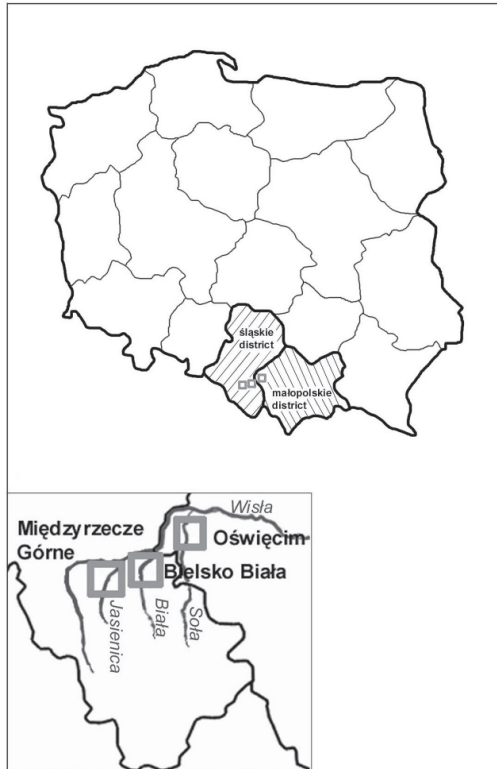 śląskie
district
małopolskie
district
Wisła
Międzyrzecze
Górne
Oświęcim
Bielsko Biała
Jasienica
Biała
Soła